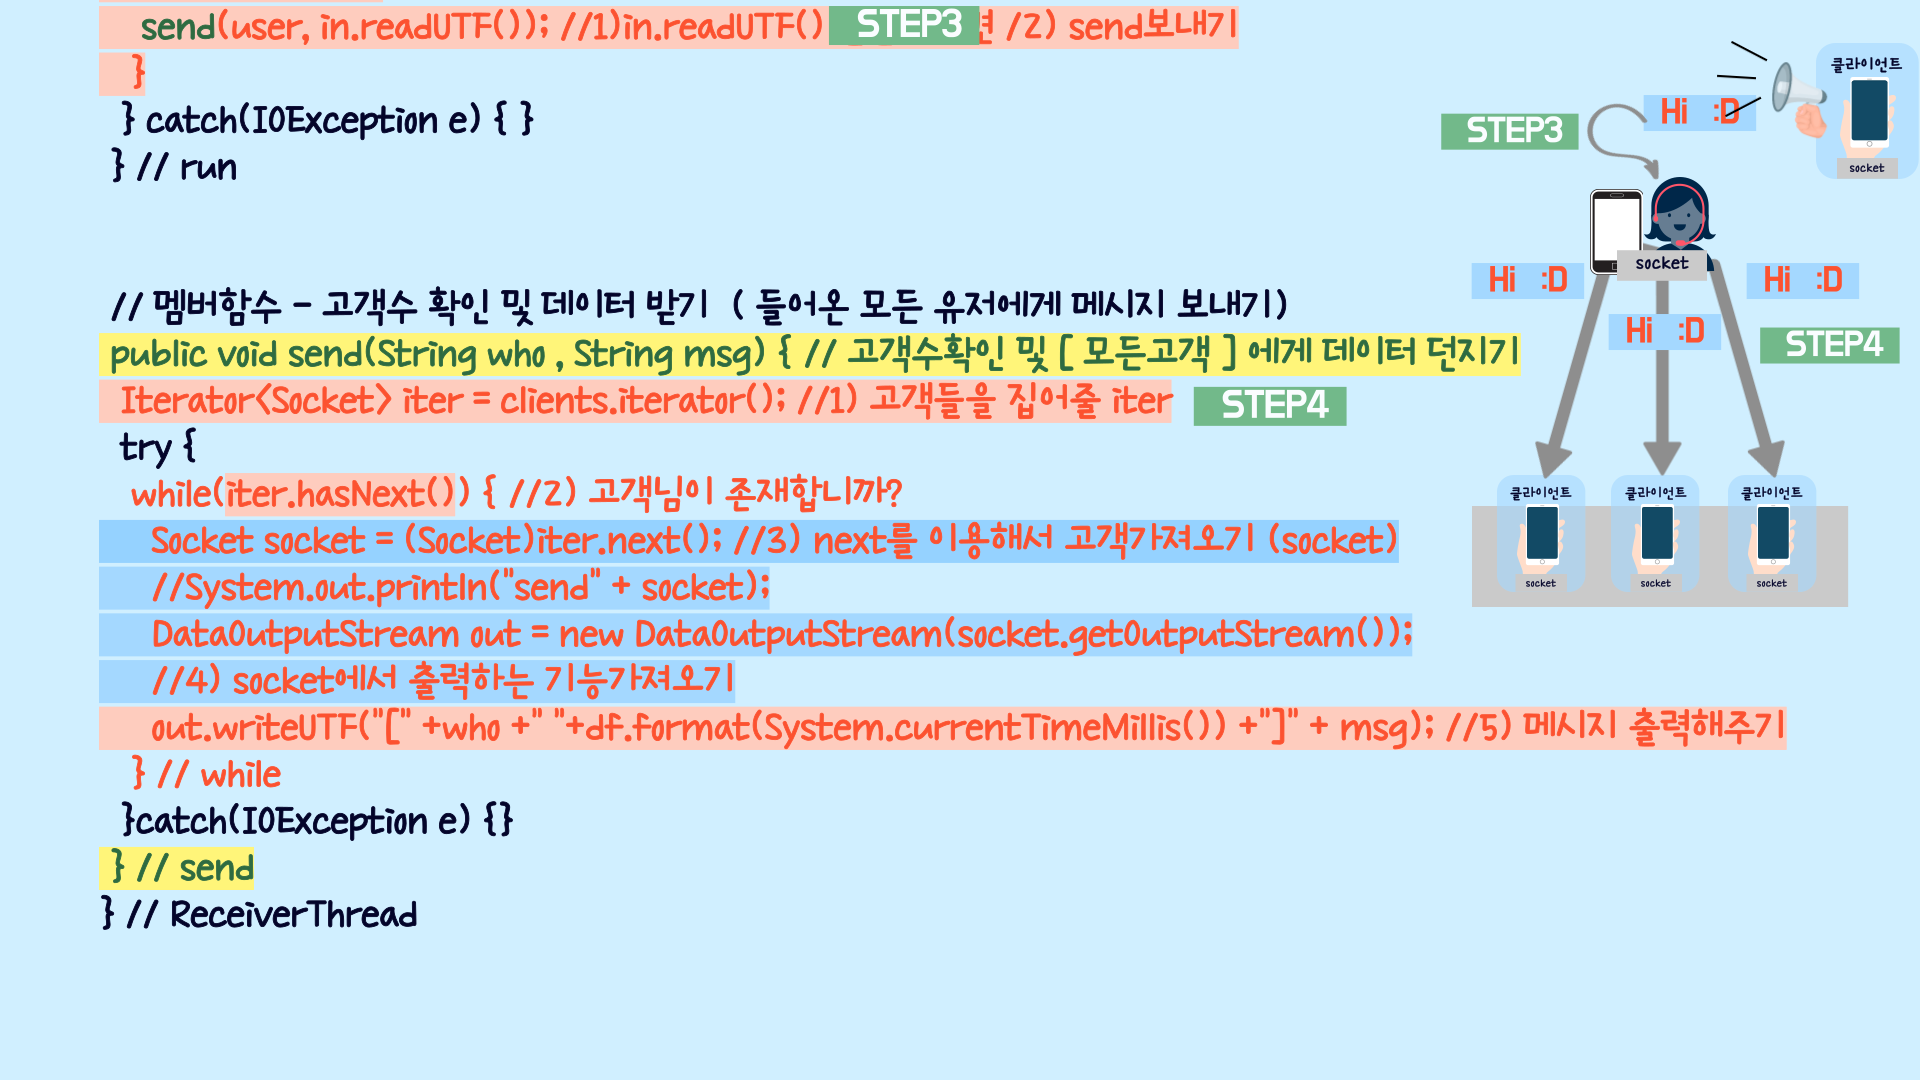 send(user, in.readUTF()); //1)in.readUTF() STEP3 /2) send보내기
}
} catch(IOException e) { }
} // run
// 멤버함수 - 고객수 확인 및 데이터 받기 ( 들어온 모든 유저에게 메시지 보내기)
public void send(String who , String msg) { // 고객수확인 및 [ 모든고객 ] 에게 데이터 던지기
Iterator<Socket> iter = clients.iterator(); //1) 고객들을 집어줄 iter STEP4
try {
while(iter.hasNext()) { //2) 고객님이 존재합니까?
Socket socket = (Socket)iter.next(); //3) next를 이용해서 고객가져오기 (socket)
//System.out.println("send" + socket);
DataOutputStream out = new DataOutputStream(socket.getOutputStream());
//4) socket에서 출력하는 기능가져오기
out.writeUTF("[" +who +" "+df.format(System.currentTimeMillis()) +"]" + msg); //5) 메시지 출력해주기
} // while
}catch(IOException e) {}
} // send
} // ReceiverThread
클라이언트
Hi :D
STEP3
socket
socket
Hi :D
Hi :D
Hi :D
STEP4
클라이언트 클라이언트 클라이언트
socket socket socket